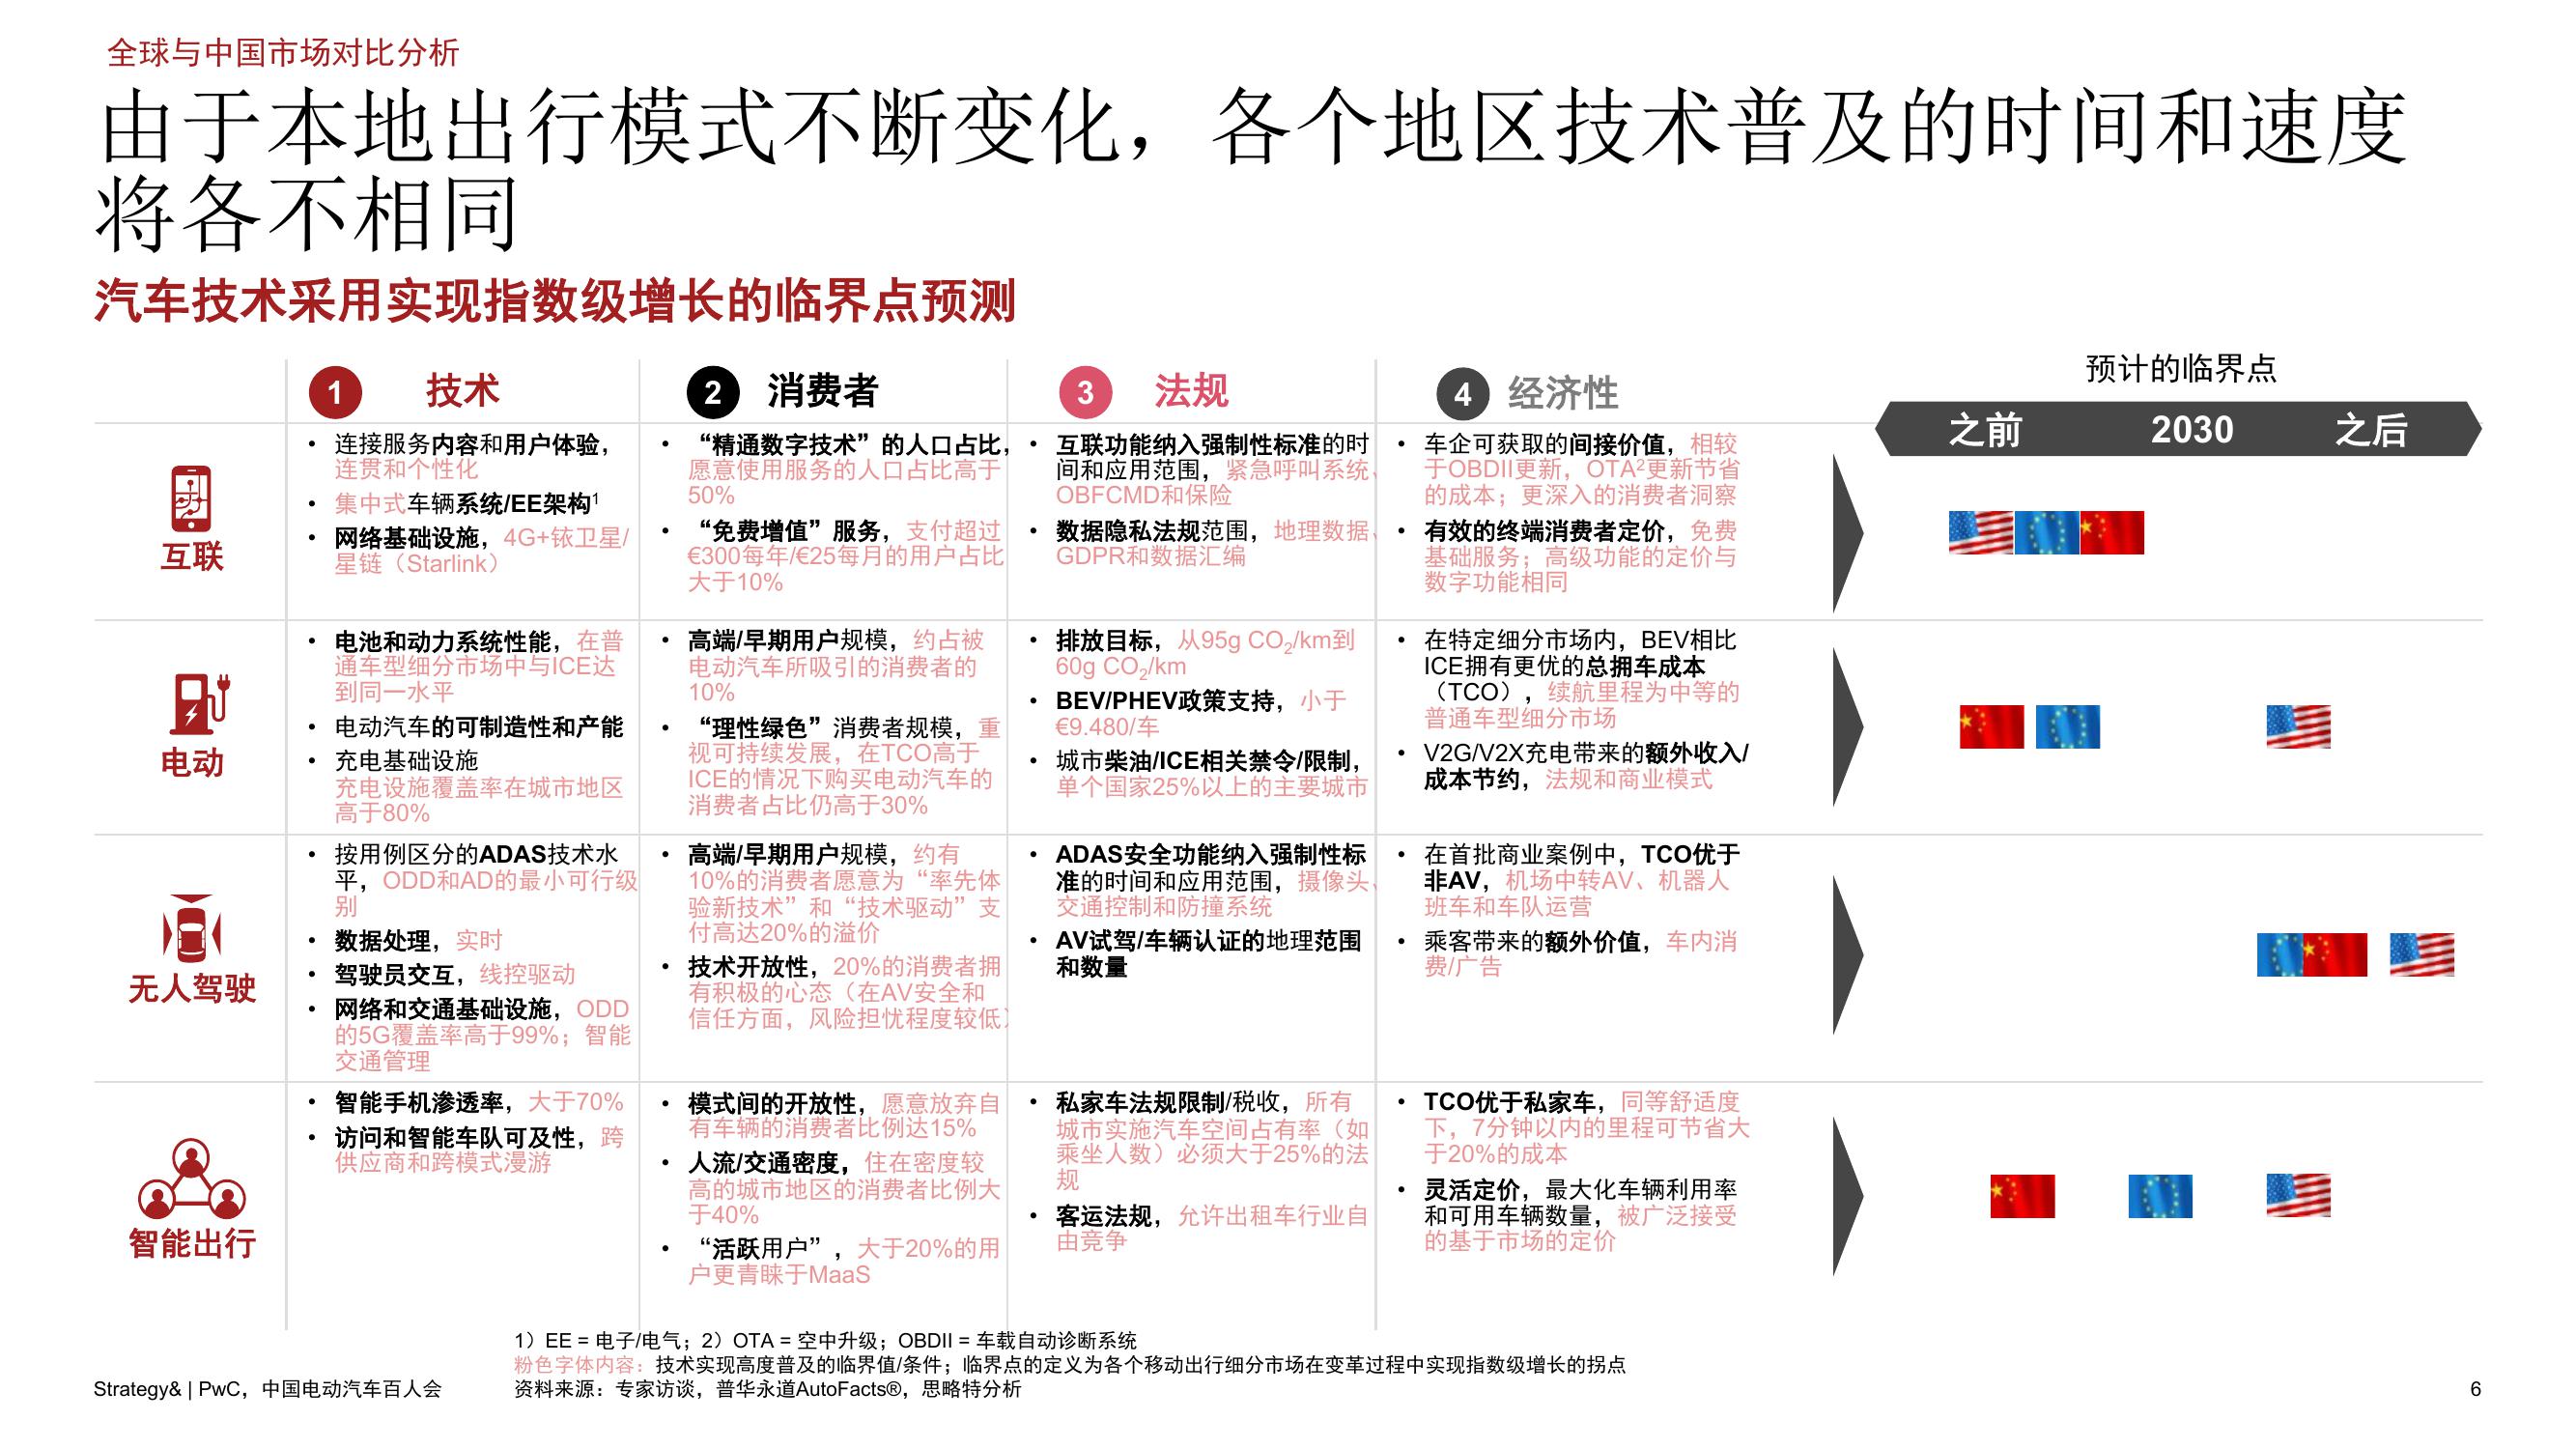 全球与中国市场对比分析
由于本地出行模式不断变化，各个地区技术普及的时间和速度
将各不相同
汽车技术采用实现指数级增长的临界点预测
1 技术
2 消费者
3 法规
4 经济性
预计的临界点
之前 2030 之后
互联
• 连接服务内容和用户体验，
连贯和个性化
• 集中式车辆系统/EE架构1
• 网络基础设施，4G+铱卫星/
星链（Starlink）
• “精通数字技术”的人口占比，
愿意使用服务的人口占比高于
50%
• “免费增值”服务，支付超过
€300每年/€25每月的用户占比
大于10%
• 互联功能纳入强制性标准的时
间和应用范围，紧急呼叫系统、
OBFCMD和保险
• 数据隐私法规范围，地理数据、
GDPR和数据汇编
• 车企可获取的间接价值，相较
于OBDII更新，OTA2更新节省
的成本；更深入的消费者洞察
• 有效的终端消费者定价，免费
基础服务；高级功能的定价与
数字功能相同
电动
• 电池和动力系统性能，在普
通车型细分市场中与ICE达
到同一水平
• 电动汽车的可制造性和产能
• 充电基础设施
充电设施覆盖率在城市地区
高于80%
• 高端/早期用户规模，约占被
电动汽车所吸引的消费者的
10%
• “理性绿色”消费者规模，重
视可持续发展，在TCO高于
ICE的情况下购买电动汽车的
消费者占比仍高于30%
• 排放目标，从95g CO2/km到
60g CO2/km
• BEV/PHEV政策支持，小于
€9.480/车
• 城市柴油/ICE相关禁令/限制，
单个国家25%以上的主要城市
• 在特定细分市场内，BEV相比
ICE拥有更优的总拥车成本
（TCO），续航里程为中等的
普通车型细分市场
• V2G/V2X充电带来的额外收入/
成本节约，法规和商业模式
无人驾驶
• 按用例区分的ADAS技术水
平，ODD和AD的最小可行级
别
• 数据处理，实时
• 驾驶员交互，线控驱动
• 网络和交通基础设施，ODD
的5G覆盖率高于99%；智能
交通管理
• 高端/早期用户规模，约有
10%的消费者愿意为“率先体
验新技术”和“技术驱动”支
付高达20%的溢价
• 技术开放性，20%的消费者拥
有积极的心态（在AV安全和
信任方面，风险担忧程度较低）
• ADAS安全功能纳入强制性标
准的时间和应用范围，摄像头、
交通控制和防撞系统
• AV试驾/车辆认证的地理范围
和数量
• 在首批商业案例中，TCO优于
非AV，机场中转AV、机器人
班车和车队运营
• 乘客带来的额外价值，车内消
费/广告
智能出行
• 智能手机渗透率，大于70%
• 访问和智能车队可及性，跨
供应商和跨模式漫游
• 模式间的开放性，愿意放弃自
有车辆的消费者比例达15%
• 人流/交通密度，住在密度较
高的城市地区的消费者比例大
于40%
• “活跃用户”，大于20%的用
户更青睐于MaaS
• 私家车法规限制/税收，所有
城市实施汽车空间占有率（如
乘坐人数）必须大于25%的法
规
• 客运法规，允许出租车行业自
由竞争
• TCO优于私家车，同等舒适度
下，7分钟以内的里程可节省大
于20%的成本
• 灵活定价，最大化车辆利用率
和可用车辆数量，被广泛接受
的基于市场的定价
1）EE = 电子/电气；2）OTA = 空中升级；OBDII = 车载自动诊断系统
粉色字体内容：技术实现高度普及的临界值/条件；临界点的定义为各个移动出行细分市场在变革过程中实现指数级增长的拐点
资料来源：专家访谈，普华永道AutoFacts®，思略特分析
Strategy& | PwC，中国电动汽车百人会
6